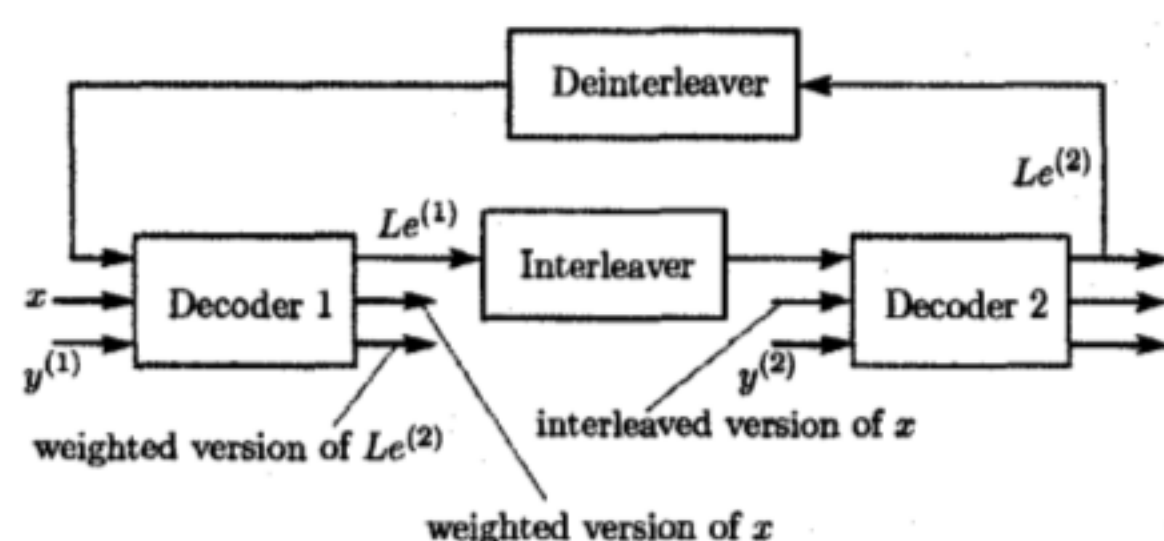 Deinterleaver
Le^{(2)}
Le^{(1)}
Interleaver
x
Decoder 1
Decoder 2
y^{(1)}
y^{(2)}
interleaved version of x
weighted version of Le^{(2)}
weighted version of x